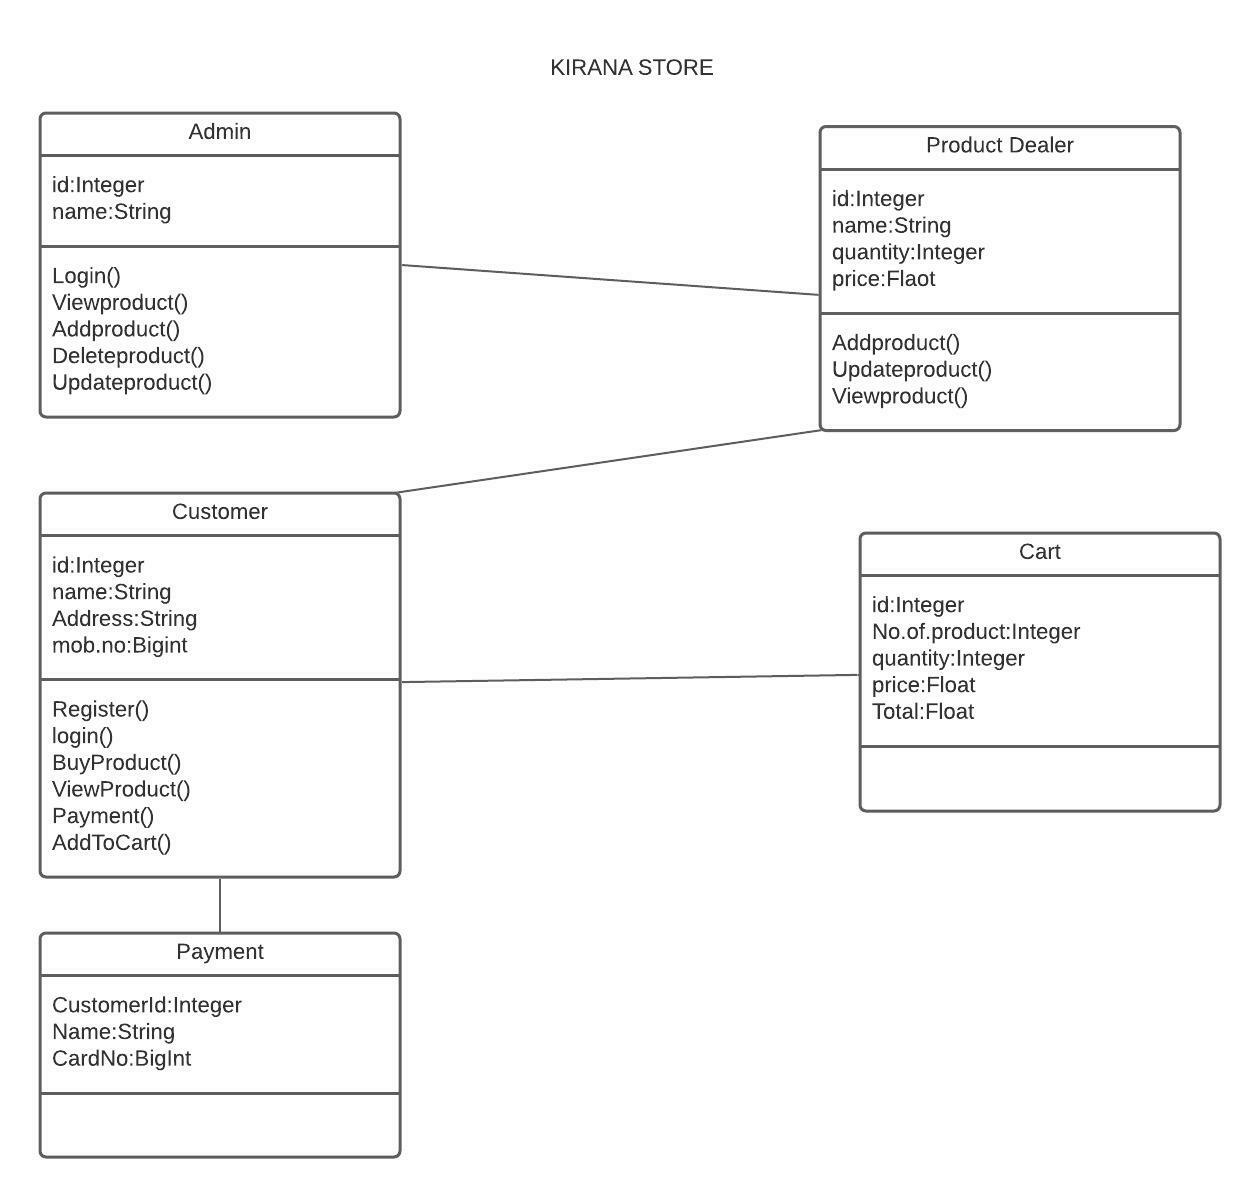 KIRANA STORE
Admin
id:Integer
name:String
Login()
Viewproduct()
Addproduct()
Deleteproduct()
Updateproduct()
Product Dealer
id:Integer
name:String
quantity:Integer
price:Flaot
Addproduct()
Updateproduct()
Viewproduct()
Customer
id:Integer
name:String
Address:String
mob.no:Bigint
Register()
login()
BuyProduct()
ViewProduct()
Payment()
AddToCart()
Cart
id:Integer
No.of.product:Integer
quantity:Integer
price:Float
Total:Float
Payment
CustomerId:Integer
Name:String
CardNo:BigInt